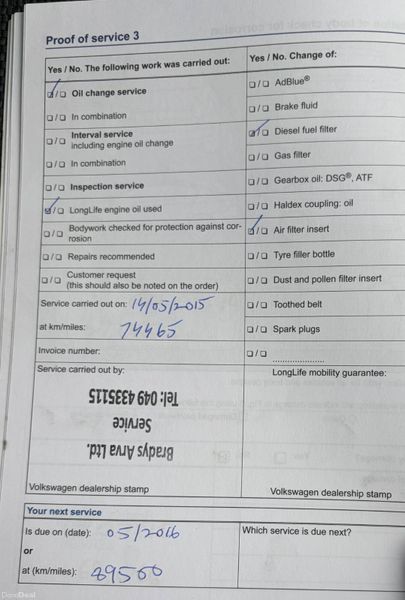 Proof of service 3
Yes / No. The following work was carried out:
☑/☐ Oil change service
☐/☐ In combination
☐/☐ Interval service
including engine oil change
☐/☐ In combination
☐/☐ Inspection service
☑/☐ LongLife engine oil used
☐/☐ Bodywork checked for protection against cor-
rosion
☐/☐ Repairs recommended
☐/☐ Customer request
(this should also be noted on the order)
Service carried out on: 14/05/2015
at km/miles: 74465
Invoice number:
Service carried out by:
Bradys Arva Ltd.
Service
Tel: 049 4335115
Volkswagen dealership stamp
Yes / No. Change of:
☐/☐ AdBlue®
☐/☐ Brake fluid
☑/☐ Diesel fuel filter
☐/☐ Gas filter
☐/☐ Gearbox oil: DSG®, ATF
☐/☐ Haldex coupling: oil
☑/☐ Air filter insert
☐/☐ Tyre filler bottle
☐/☐ Dust and pollen filter insert
☐/☐ Toothed belt
☐/☐ Spark plugs
☐/☐ ....................
LongLife mobility guarantee:
Volkswagen dealership stamp
Your next service
Is due on (date): 05/2016
or
at (km/miles): 89500
Which service is due next?
DoneDeal